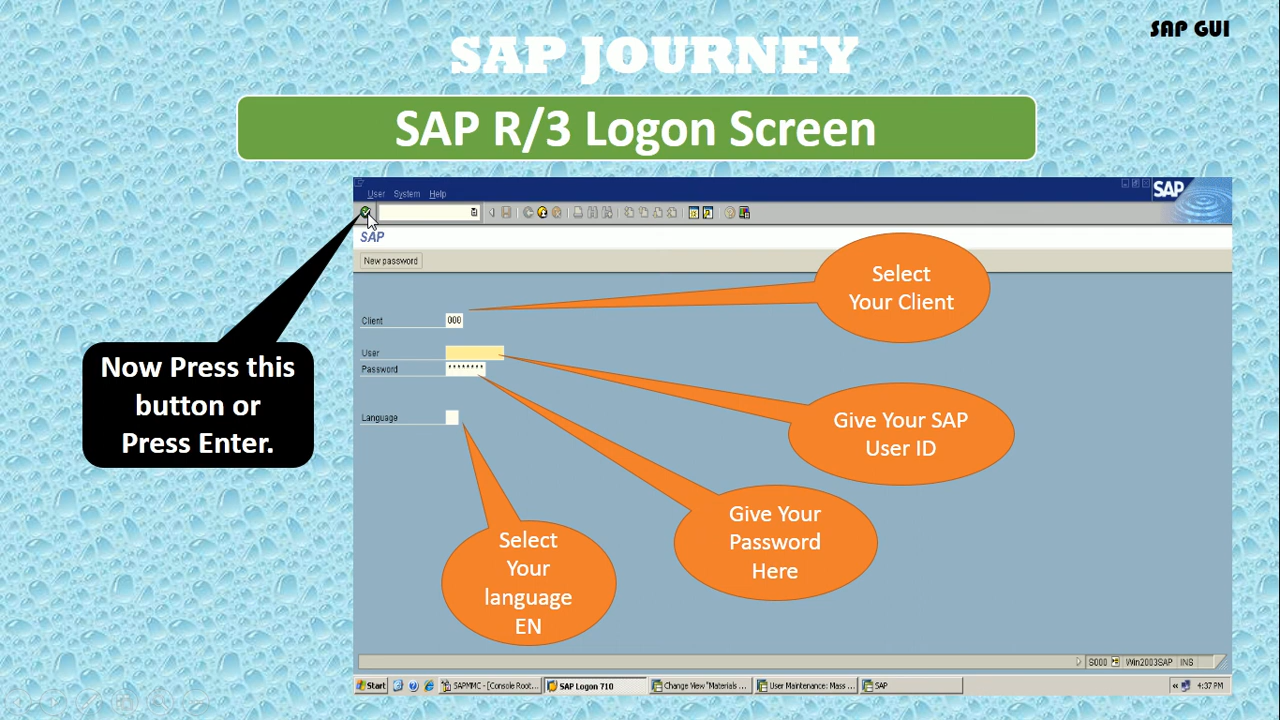 SAP GUI
SAP JOURNEY
SAP R/3 Logon Screen
User System Help
SAP
SAP
New password
Select
Your Client
Client 000
User
Password ********
Now Press this
button or
Press Enter.
Language
Give Your SAP
User ID
Give Your
Password
Here
Select
Your
language
EN
S000 Win2003SAP INS
Start SAPMMC - [Console Root... SAP Logon 710 Change View "Materials ... User Maintenance: Mass ... SAP « 4:37 PM